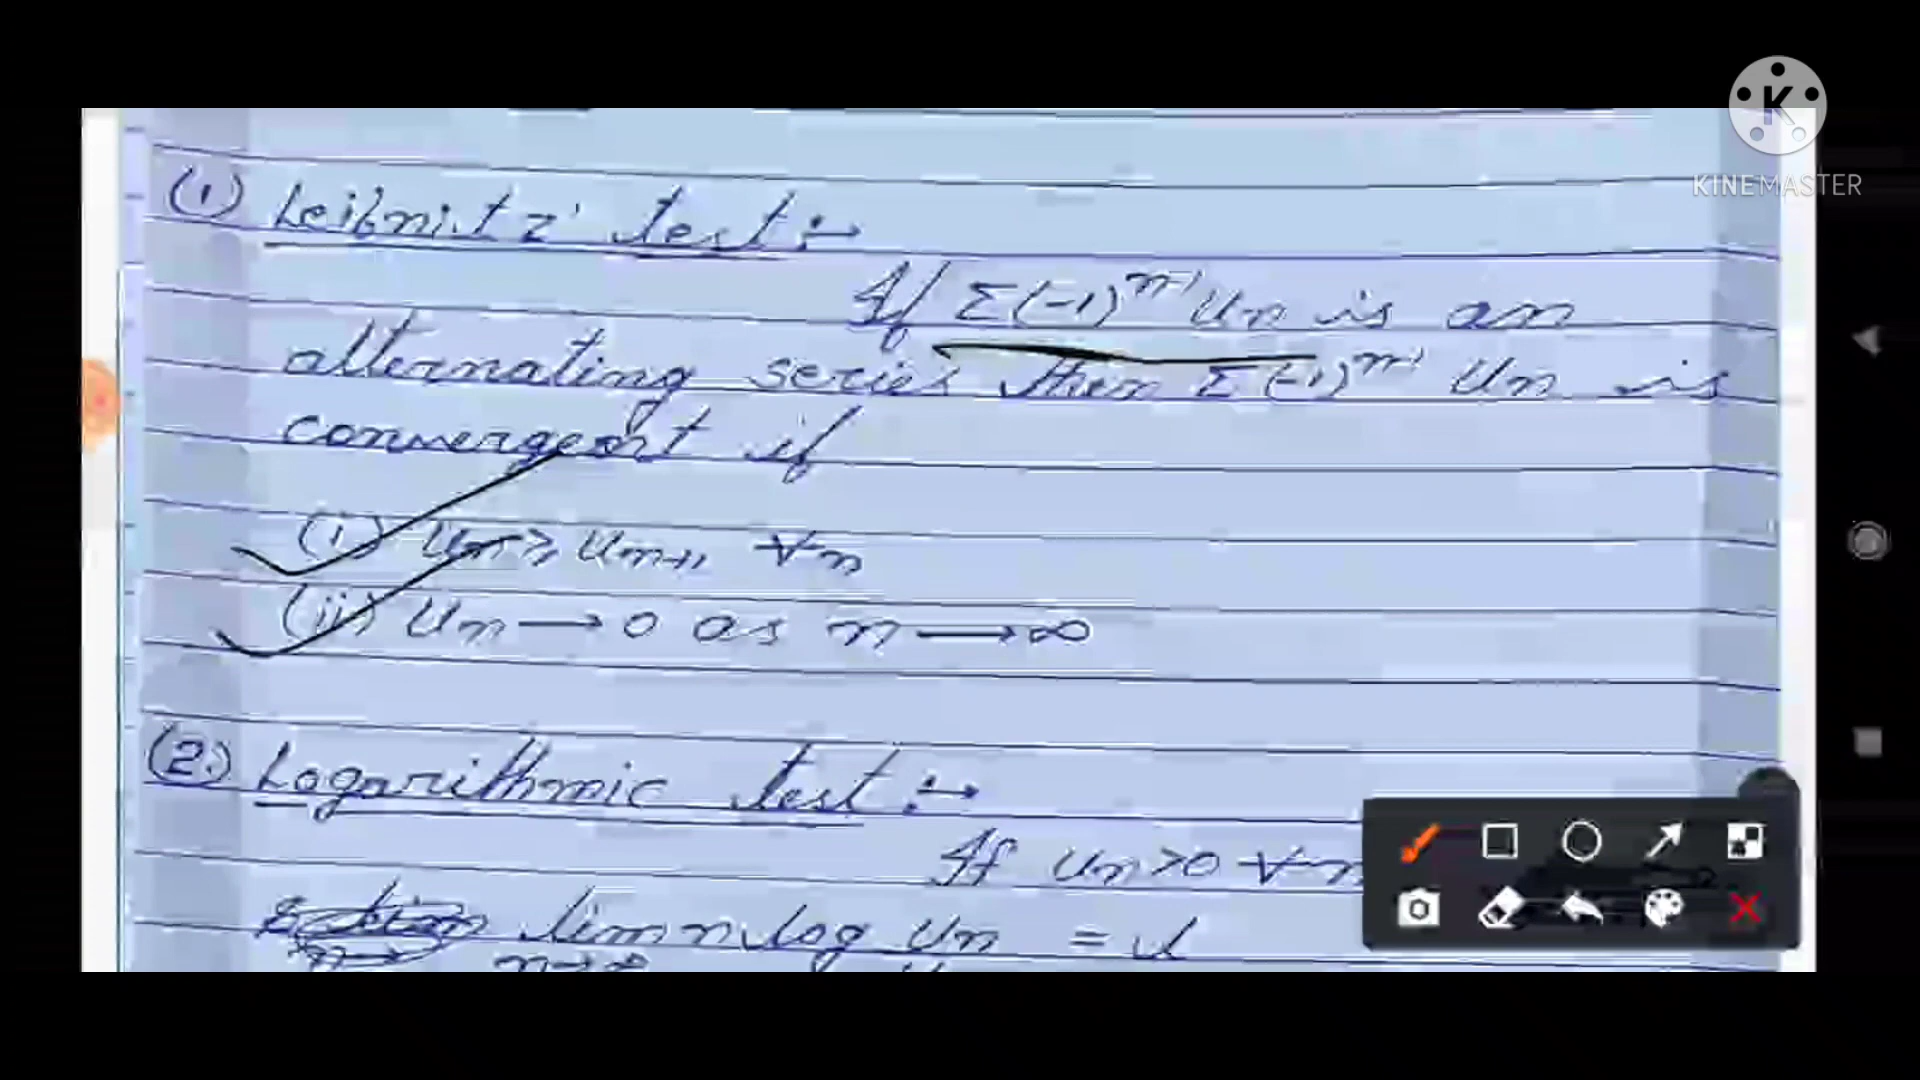 K
KINEMASTER
(1) Leibnitz' test :→
If Σ(-1)ⁿ⁻¹ Un is an
alternating series then Σ(-1)ⁿ⁻¹ Un is
convergent if
(i) Un ≥ Un+1, ∀ n
(ii) Un → 0 as n → ∞
(2.) Logarithmic test :→
If Un > 0 ∀ n
lim n log Un = l
n→∞